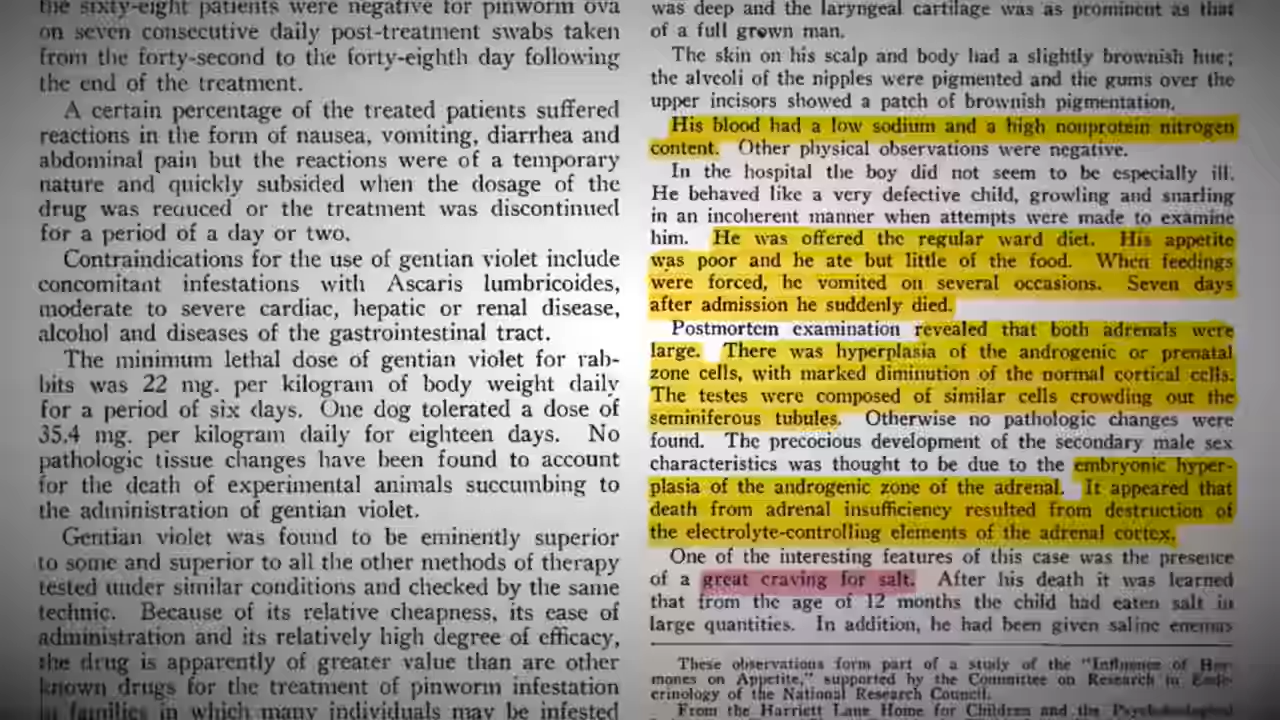 the sixty-eight patients were negative for pinworm ova
on seven consecutive daily post-treatment swabs taken
from the forty-second to the forty-eighth day following
the end of the treatment.
A certain percentage of the treated patients suffered
reactions in the form of nausea, vomiting, diarrhea and
abdominal pain but the reactions were of a temporary
nature and quickly subsided when the dosage of the
drug was reduced or the treatment was discontinued
for a period of a day or two.
Contraindications for the use of gentian violet include
concomitant infestations with Ascaris lumbricoides,
moderate to severe cardiac, hepatic or renal disease,
alcohol and diseases of the gastrointestinal tract.
The minimum lethal dose of gentian violet for rab-
bits was 22 mg. per kilogram of body weight daily
for a period of six days. One dog tolerated a dose of
35.4 mg. per kilogram daily for eighteen days. No
pathologic tissue changes have been found to account
for the death of experimental animals succumbing to
the administration of gentian violet.
Gentian violet was found to be eminently superior
to some and superior to all the other methods of therapy
tested under similar conditions and checked by the same
technic. Because of its relative cheapness, its ease of
administration and its relatively high degree of efficacy,
the drug is apparently of greater value than are other
known drugs for the treatment of pinworm infestation
in families in which many individuals may be infested
was deep and the laryngeal cartilage was as prominent as that
of a full grown man.
The skin on his scalp and body had a slightly brownish hue;
the alveoli of the nipples were pigmented and the gums over the
upper incisors showed a patch of brownish pigmentation.
His blood had a low sodium and a high nonprotein nitrogen
content. Other physical observations were negative.
In the hospital the boy did not seem to be especially ill.
He behaved like a very defective child, growling and snarling
in an incoherent manner when attempts were made to examine
him. He was offered the regular ward diet. His appetite
was poor and he ate but little of the food. When feedings
were forced, he vomited on several occasions. Seven days
after admission he suddenly died.
Postmortem examination revealed that both adrenals were
large. There was hyperplasia of the androgenic or prenatal
zone cells, with marked diminution of the normal cortical cells.
The testes were composed of similar cells crowding out the
seminiferous tubules. Otherwise no pathologic changes were
found. The precocious development of the secondary male sex
characteristics was thought to be due to the embryonic hyper-
plasia of the androgenic zone of the adrenal. It appeared that
death from adrenal insufficiency resulted from destruction of
the electrolyte-controlling elements of the adrenal cortex.
One of the interesting features of this case was the presence
of a great craving for salt. After his death it was learned
that from the age of 12 months the child had eaten salt in
large quantities. In addition, he had been given saline enemas
These observations form part of a study of the "Influence of Hor-
mones on Appetite," supported by the Committee on Research in Endo-
crinology of the National Research Council.
From the Harriett Lane Home for Children and the Psychobiological